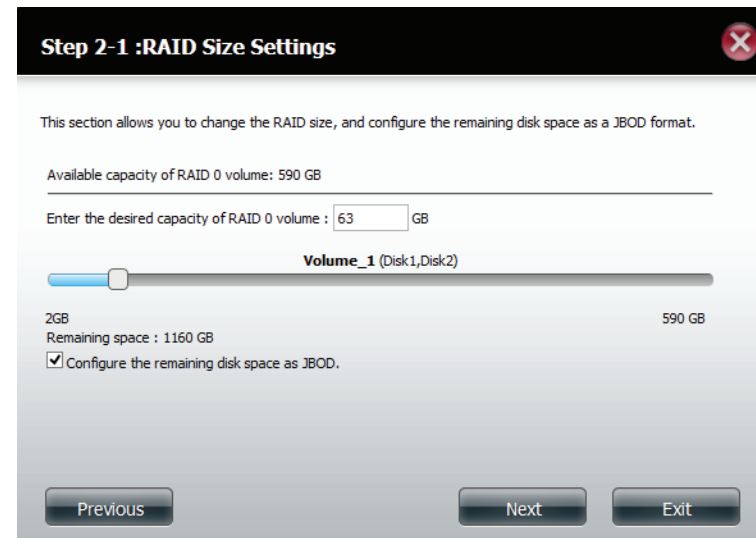 Step 2-1 :RAID Size Settings
This section allows you to change the RAID size, and configure the remaining disk space as a JBOD format.
Available capacity of RAID 0 volume: 590 GB
Enter the desired capacity of RAID 0 volume : 63 GB
Volume_1 (Disk1,Disk2)
2GB 590 GB
Remaining space : 1160 GB
Configure the remaining disk space as JBOD.
Previous Next Exit